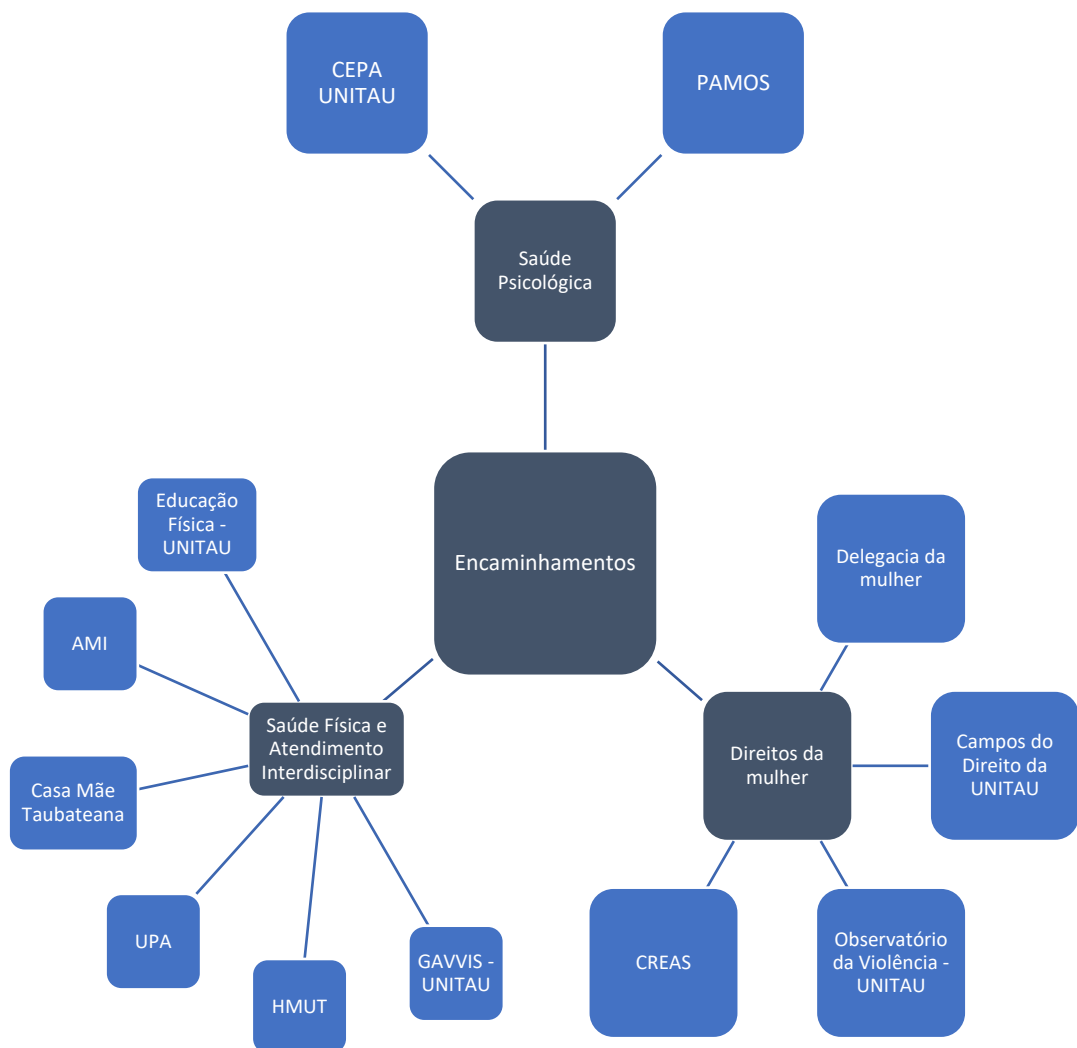 CEPA
UNITAU
PAMOS
Saúde
Psicológica
Encaminhamentos
Educação
Física -
UNITAU
AMI
Casa Mãe
Taubateana
Saúde Física e
Atendimento
Interdisciplinar
UPA
HMUT
GAVVIS -
UNITAU
Delegacia da
mulher
Direitos da
mulher
Campos do
Direito da
UNITAU
CREAS
Observatório
da Violência -
UNITAU